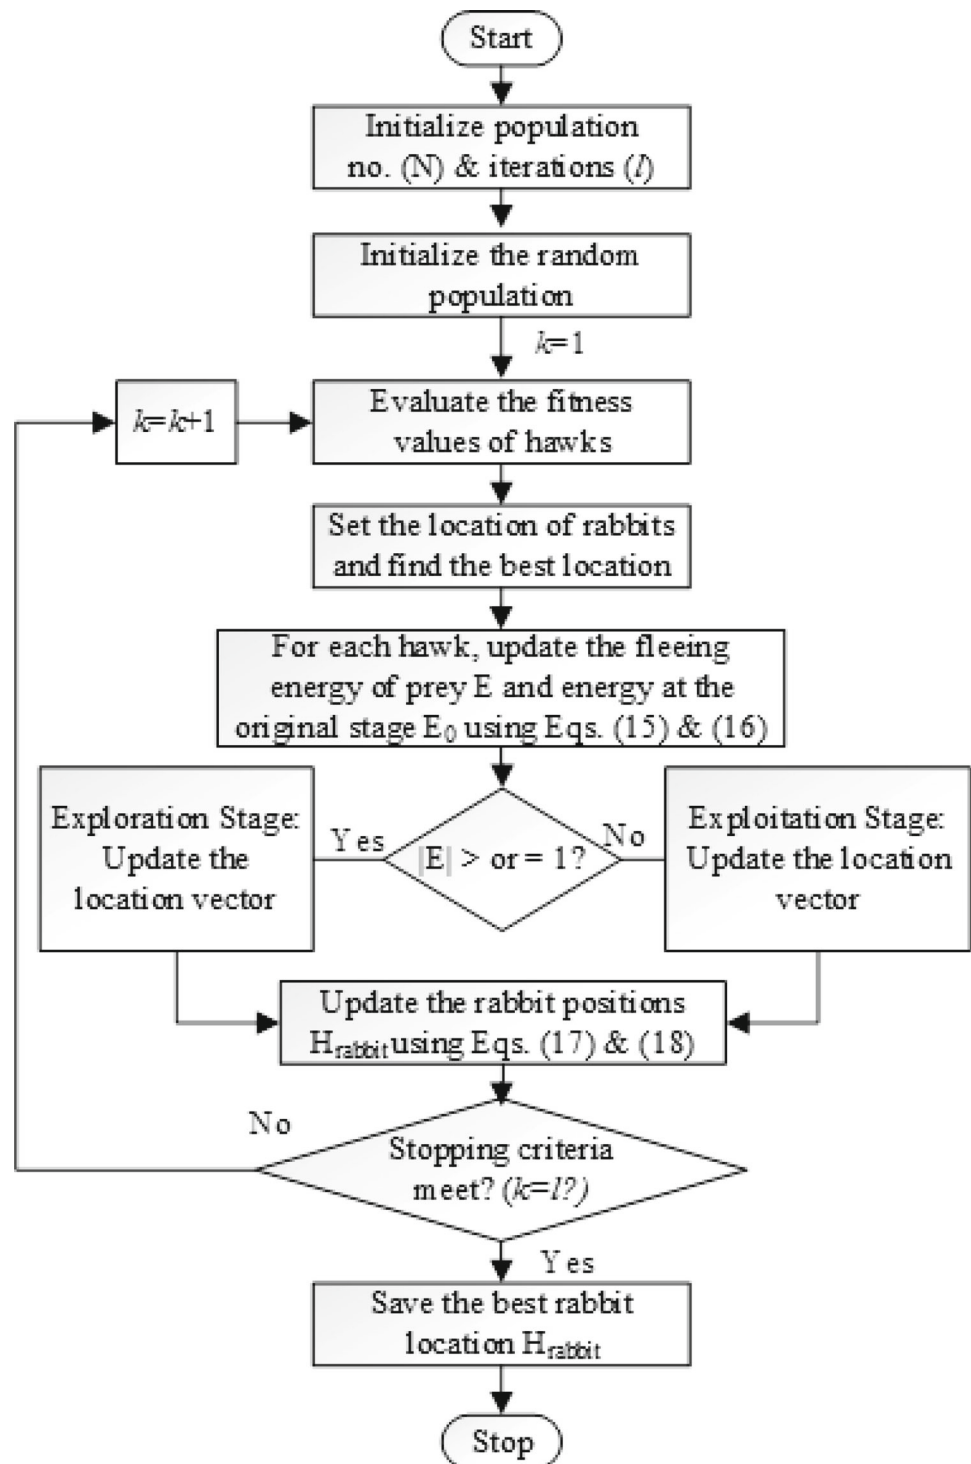 Start
Initialize population
no. (N) & iterations (l)
Initialize the random
population
k=1
k=k+1
Evaluate the fitness
values of hawks
Set the location of rabbits
and find the best location
For each hawk, update the fleeing
energy of prey E and energy at the
original stage E₀ using Eqs. (15) & (16)
Exploration Stage:
Update the
location vector
Yes
|E| > or = 1?
No
Exploitation Stage:
Update the location
vector
Update the rabbit positions
Hrabbit using Eqs. (17) & (18)
No
Stopping criteria
meet? (k=l?)
Yes
Save the best rabbit
location Hrabbit
Stop